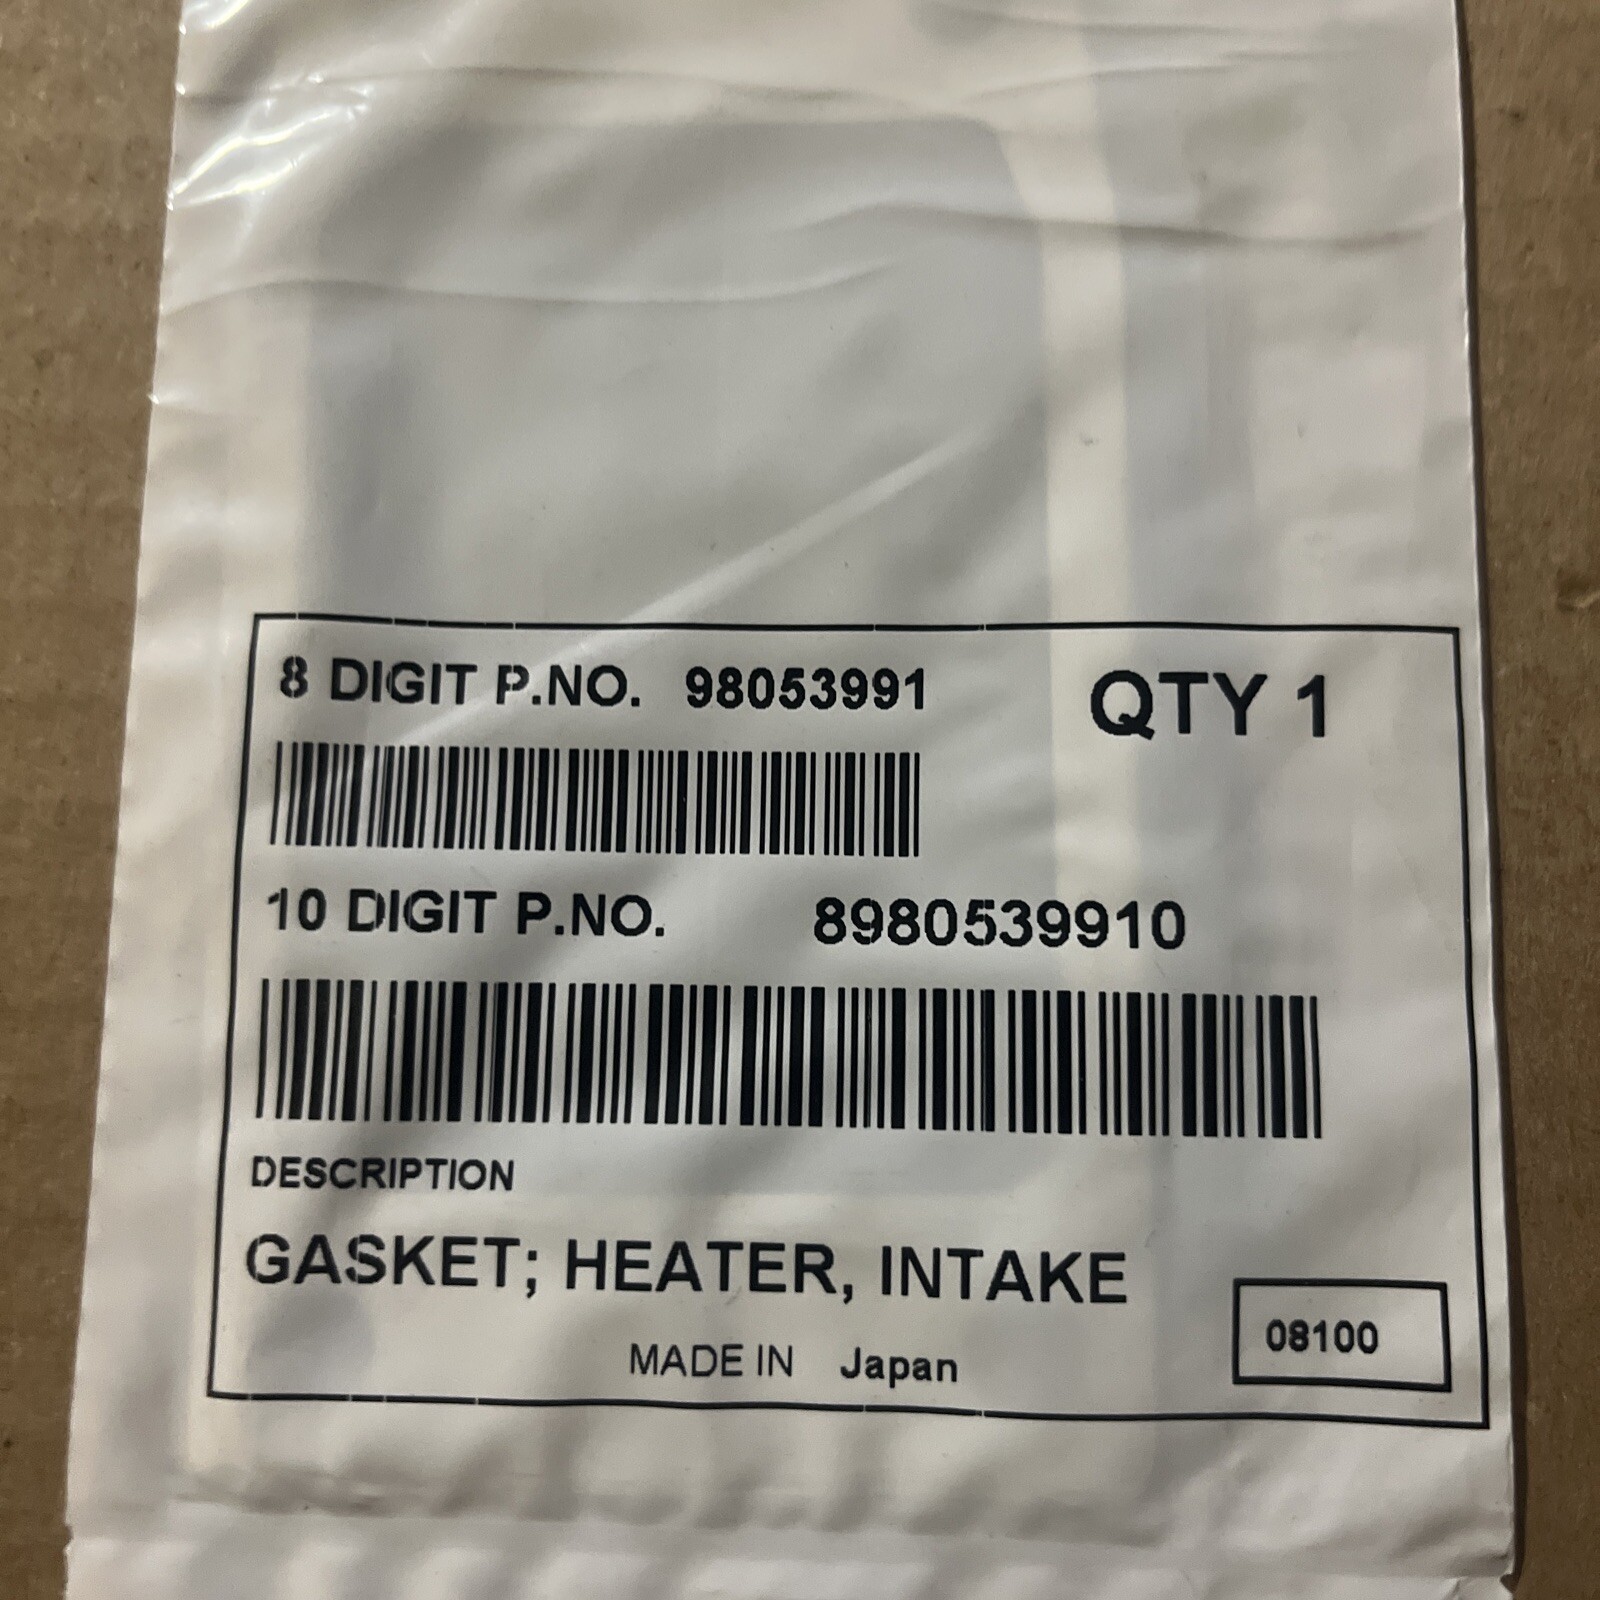 8 DIGIT P.NO. 98053991 QTY 1
10 DIGIT P.NO. 8980539910
DESCRIPTION
GASKET; HEATER, INTAKE
MADE IN Japan
08100